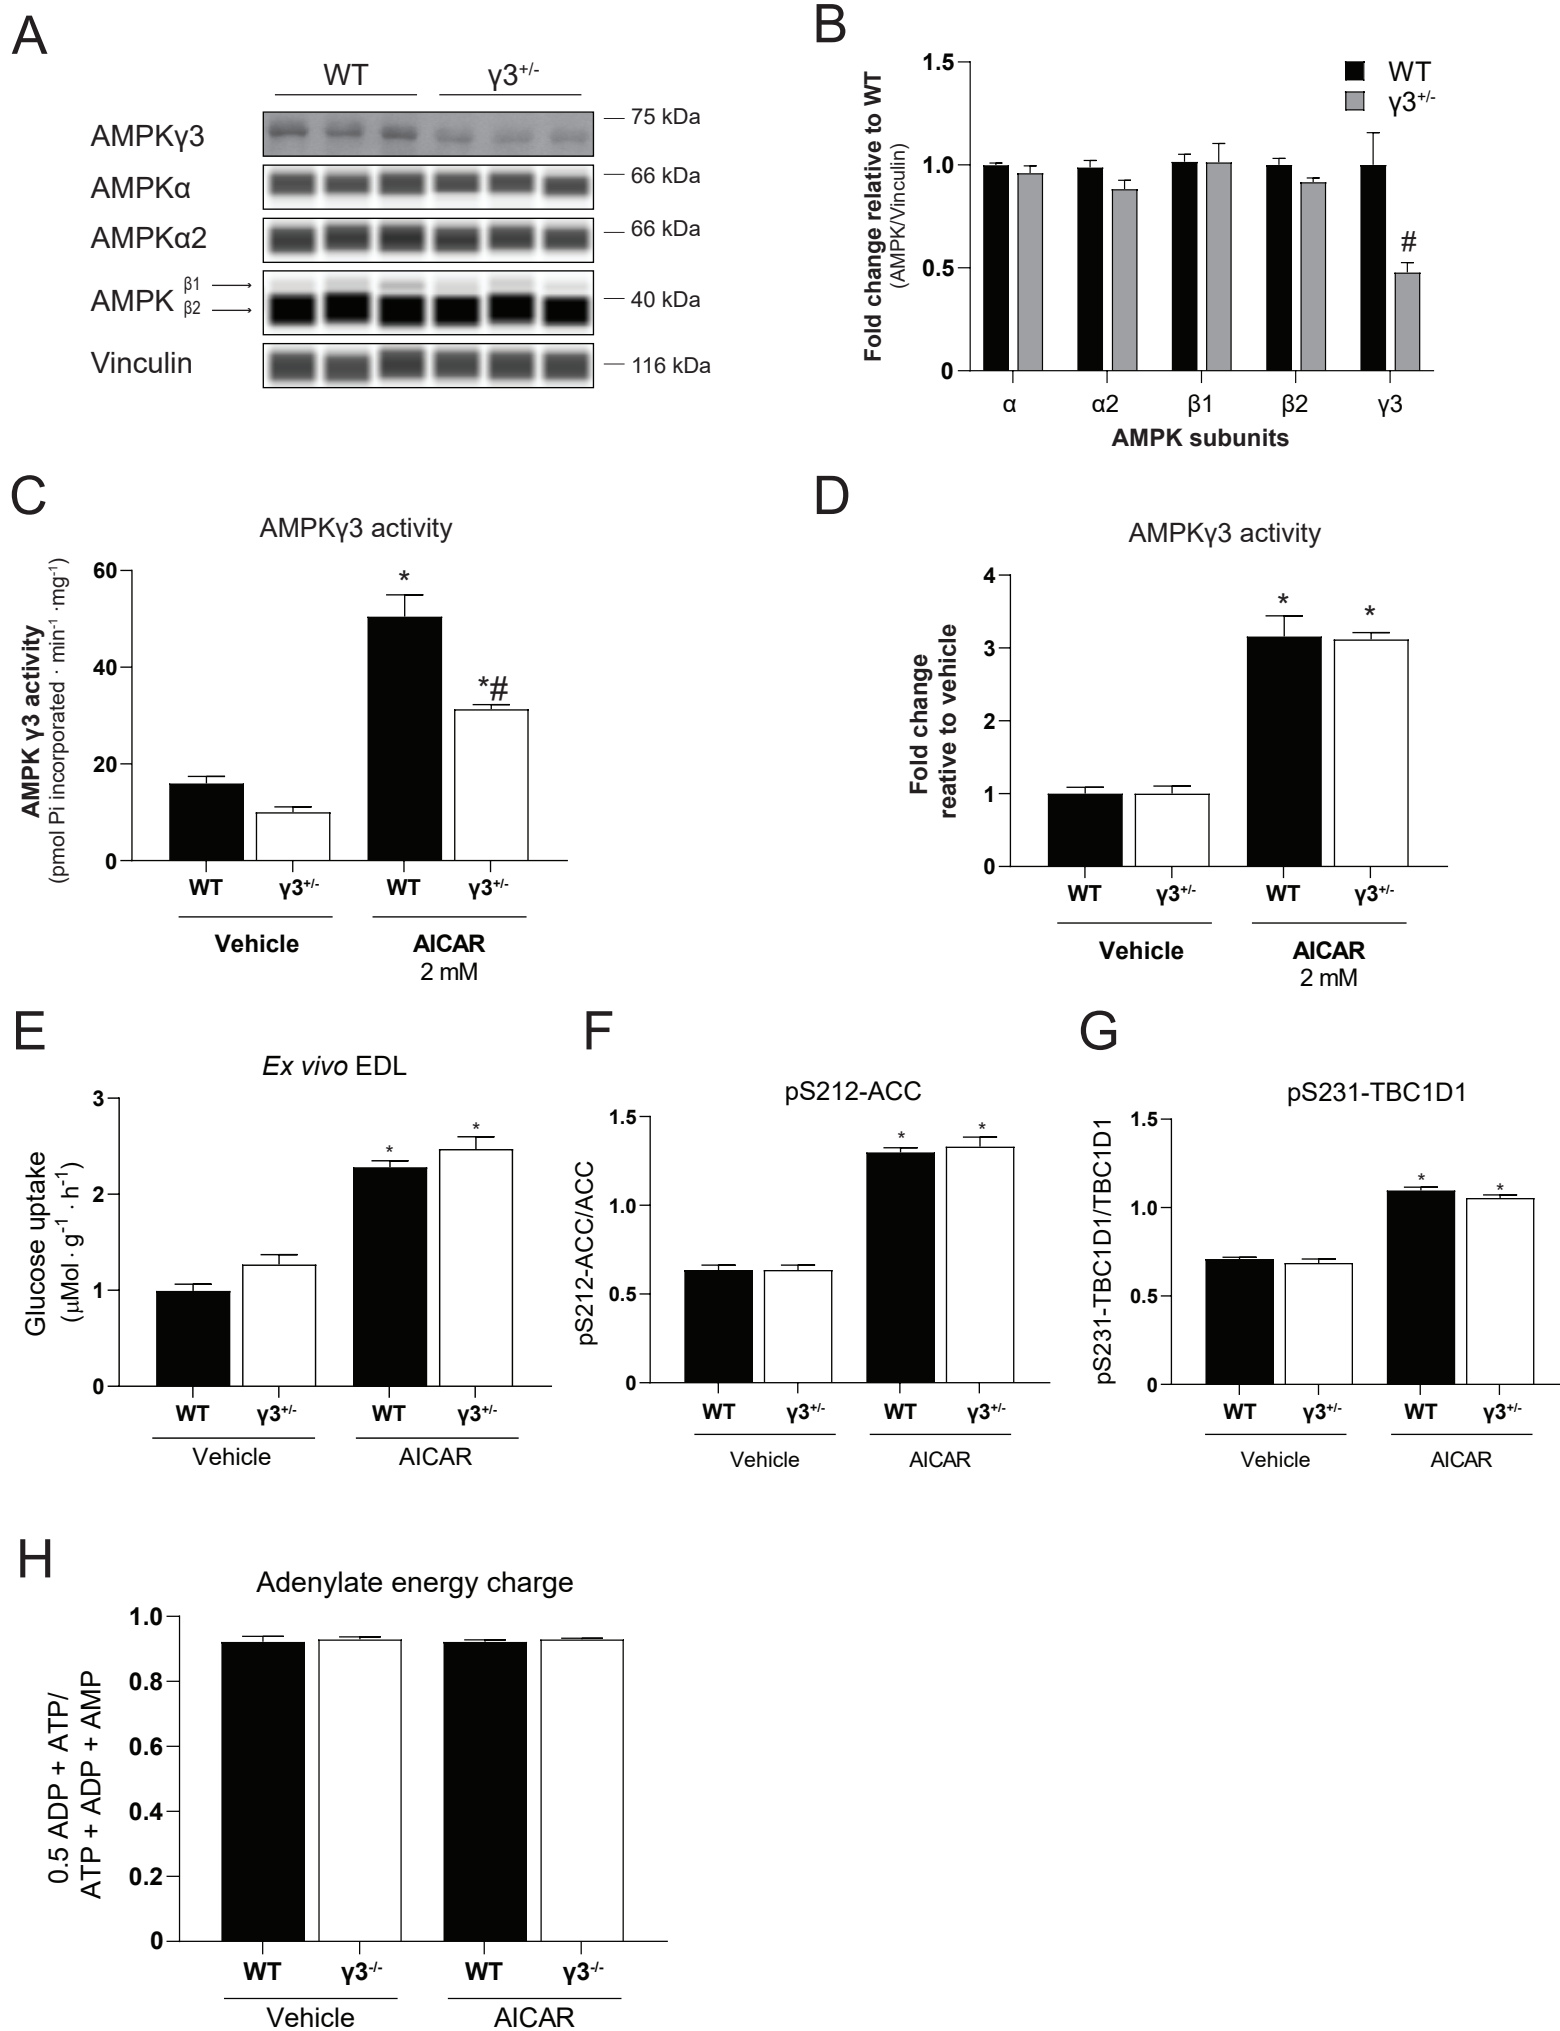 A
WT γ3+/-
AMPKγ3
75 kDa
AMPKα
66 kDa
AMPKα2
66 kDa
AMPK β1 β2
40 kDa
Vinculin
116 kDa
B
Fold change relative to WT
(AMPK/Vinculin)
1.5
1.0
0.5
0
WT
γ3+/-
#
α α2 β1 β2 γ3
AMPK subunits
C
AMPKγ3 activity
AMPK γ3 activity
(pmol Pi incorporated · min-1 ·mg-1)
60
40
20
0
*
*#
WT γ3+/- WT γ3+/-
Vehicle AICAR
2 mM
D
AMPKγ3 activity
Fold change
reative to vehicle
4
3
2
1
0
* *
WT γ3+/- WT γ3+/-
Vehicle AICAR
2 mM
E
Ex vivo EDL
Glucose uptake
(μMol · g-1 · h-1)
3
2
1
0
* *
WT γ3+/- WT γ3+/-
Vehicle AICAR
F
pS212-ACC
pS212-ACC/ACC
1.5
1.0
0.5
0
* *
WT γ3+/- WT γ3+/-
Vehicle AICAR
G
pS231-TBC1D1
pS231-TBC1D1/TBC1D1
1.5
1.0
0.5
0
* *
WT γ3+/- WT γ3+/-
Vehicle AICAR
H
Adenylate energy charge
0.5 ADP + ATP/
ATP + ADP + AMP
1.0
0.8
0.6
0.4
0.2
0
WT γ3-/- WT γ3-/-
Vehicle AICAR